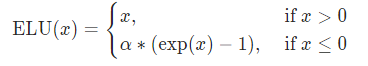 ELU(x) = { x, if x > 0
α * (exp(x) − 1), if x ≤ 0